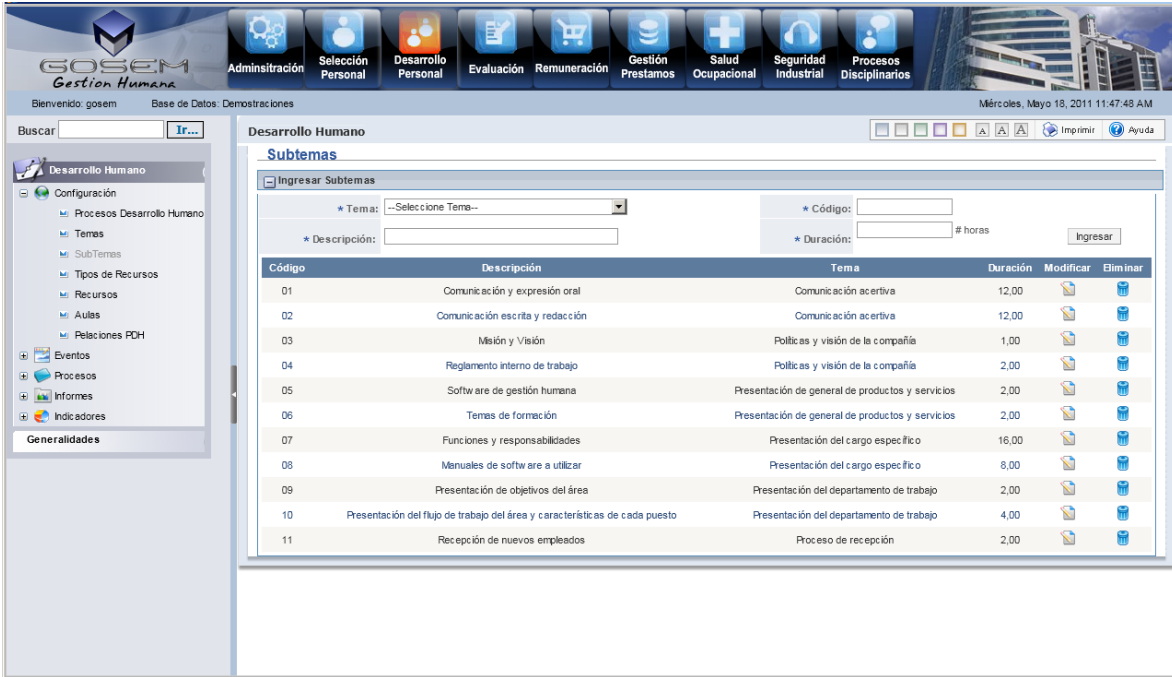 GOSEM
Gestion Humana
Adminsitración
Selección
Personal
Desarrollo
Personal
Evaluación
Remuneración
Gestión
Prestamos
Salud
Ocupacional
Seguridad
Industrial
Procesos
Disciplinarios
Bienvenido: gosem Base de Datos: Demostraciones Miércoles, Mayo 18, 2011 11:47:48 AM
Buscar Ir...
Desarrollo Humano
Configuración
Procesos Desarrollo Humano
Temas
SubTemas
Tipos de Recursos
Recursos
Aulas
Pelaciones PDH
Eventos
Procesos
Informes
Indicadores
Generalidades
Desarrollo Humano A A A Imprimir Ayuda
Subtemas
Ingresar Subtemas
* Tema: --Seleccione Tema-- * Código:
* Descripción: * Duración: # horas Ingresar
Código Descripción Tema Duración Modificar Eliminar
01 Comunicación y expresión oral Comunicación acertiva 12,00
02 Comunicación escrita y redacción Comunicación acertiva 12,00
03 Misión y Visión Políticas y visión de la compañía 1,00
04 Reglamento interno de trabajo Políticas y visión de la compañía 2,00
05 Software de gestión humana Presentación de general de productos y servicios 2,00
06 Temas de formación Presentación de general de productos y servicios 2,00
07 Funciones y responsabilidades Presentación del cargo específico 16,00
08 Manuales de software a utilizar Presentación del cargo específico 8,00
09 Presentación de objetivos del área Presentación del departamento de trabajo 2,00
10 Presentación del flujo de trabajo del área y características de cada puesto Presentación del departamento de trabajo 4,00
11 Recepción de nuevos empleados Proceso de recepción 2,00